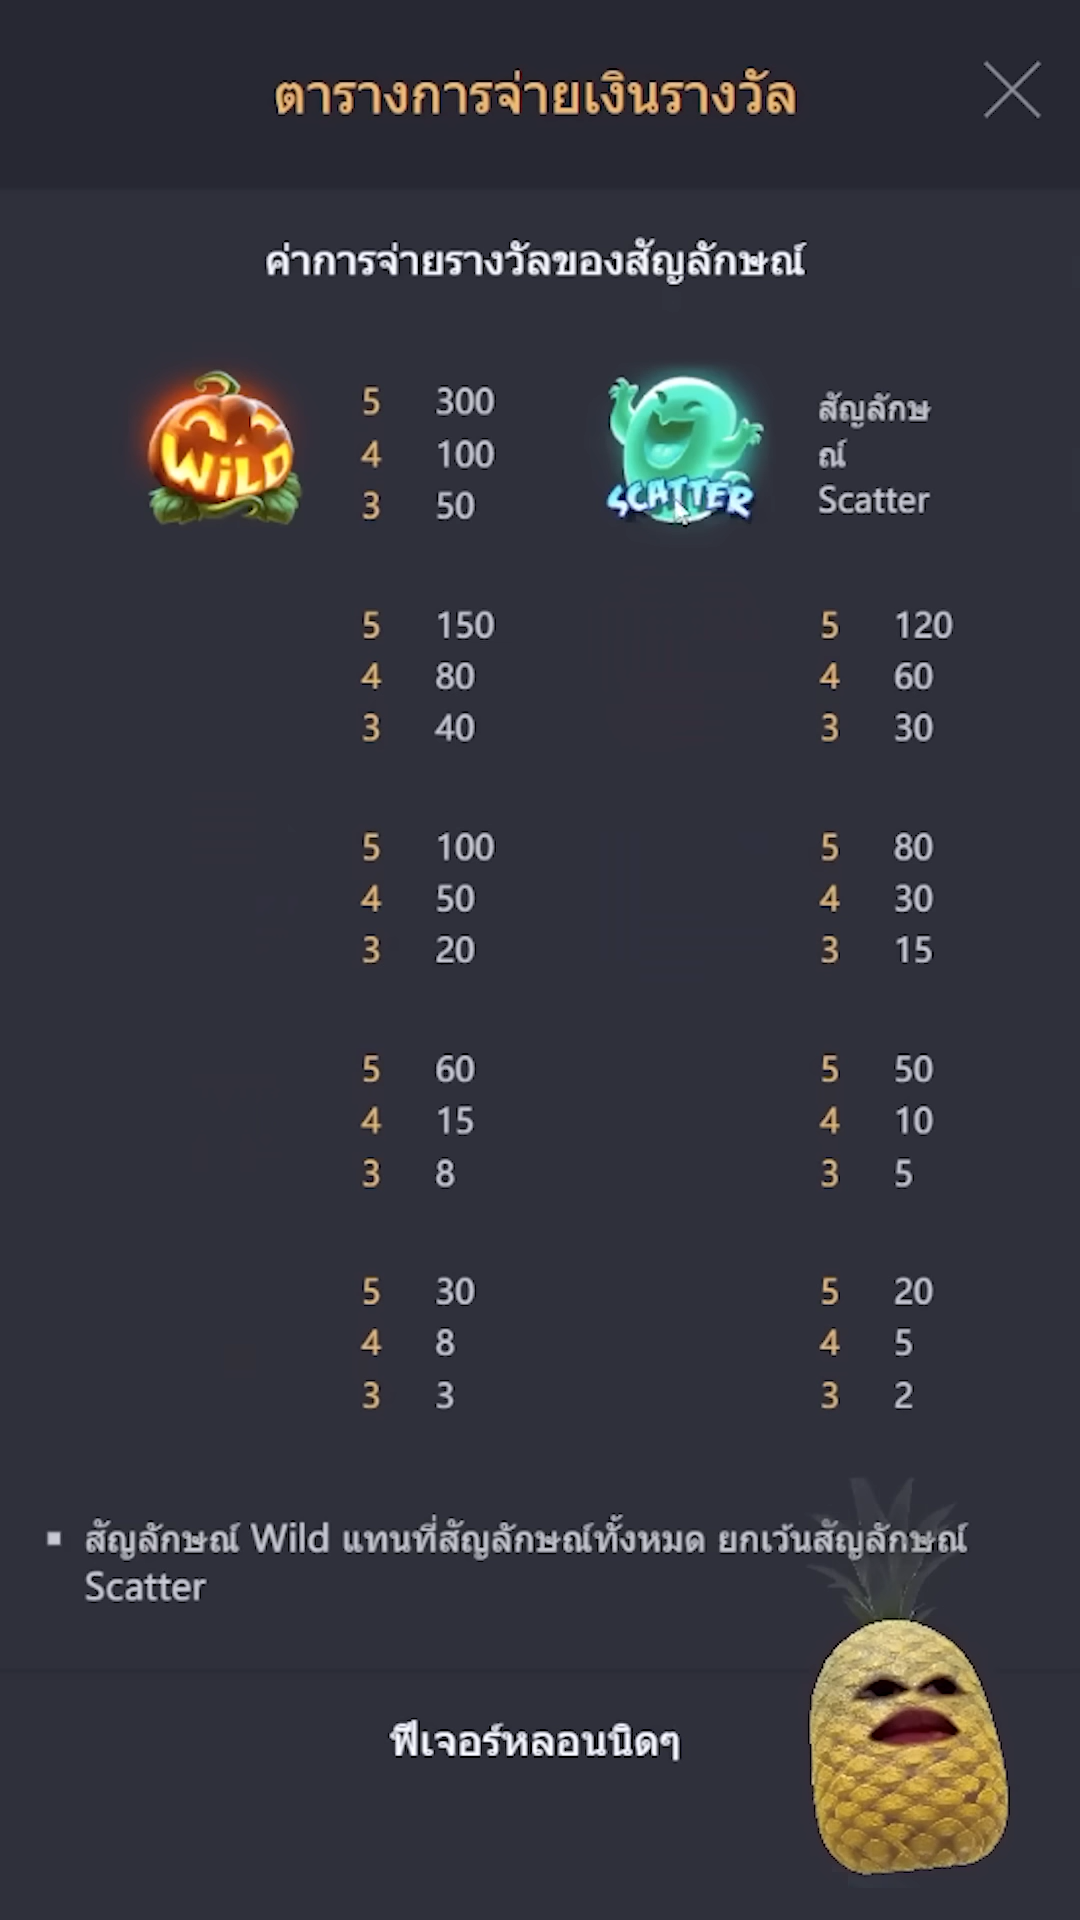 ตารางการจ่ายเงินรางวัล
ค่าการจ่ายรางวัลของสัญลักษณ์
WiLD
5 300
4 100
3 50
SCATTER
สัญลักษ
ณ์
Scatter
5 150
4 80
3 40
5 120
4 60
3 30
5 100
4 50
3 20
5 80
4 30
3 15
5 60
4 15
3 8
5 50
4 10
3 5
5 30
4 8
3 3
5 20
4 5
3 2
▪ สัญลักษณ์ Wild แทนที่สัญลักษณ์ทั้งหมด ยกเว้นสัญลักษณ์
Scatter
ฟีเจอร์หลอนนิดๆ